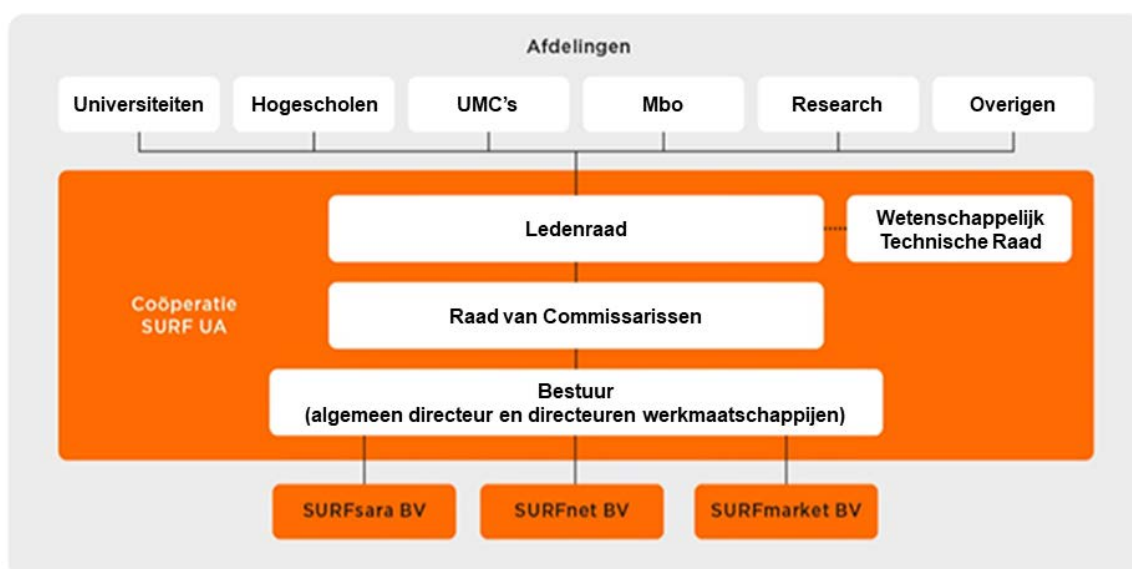 Afdelingen
Universiteiten
Hogescholen
UMC's
Mbo
Research
Overigen
Ledenraad
Wetenschappelijk
Technische Raad
Coöperatie
SURF UA
Raad van Commissarissen
Bestuur
(algemeen directeur en directeuren werkmaatschappijen)
SURFsara BV
SURFnet BV
SURFmarket BV